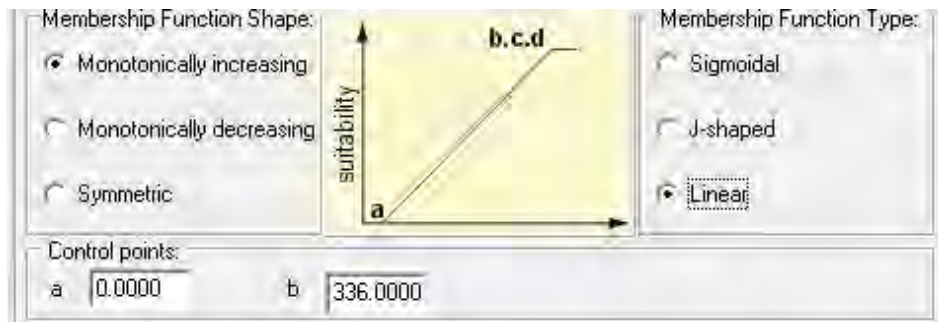 Membership Function Shape:
Monotonically increasing
Monotonically decreasing
Symmetric
suitability
a
b.c.d
Membership Function Type:
Sigmoidal
J-shaped
Linear
Control points:
a 0.0000 b 336.0000